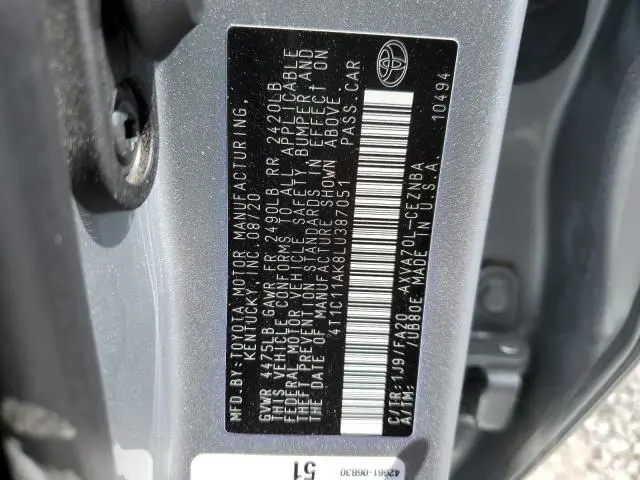 MFD.BY:TOYOTA MOTOR MANUFACTURING,
KENTUCKY,INC. 08/20
GVWR 4475LB GAWR FR 2490LB RR 2420LB
THIS VEHICLE CONFORMS TO ALL APPLICABLE
FEDERAL MOTOR VEHICLE SAFETY, BUMPER AND
THEFT PREVENTION STANDARDS IN EFFECT ON
THE DATE OF MANUFACTURE SHOWN ABOVE.
4T1C11AK8LU387051 PASS.CAR
C/TR:1J9/FA20 AXVA70L-CEZNBA
A/TM: /UB80E MADE IN U.S.A. 10494
51
42661-06B30